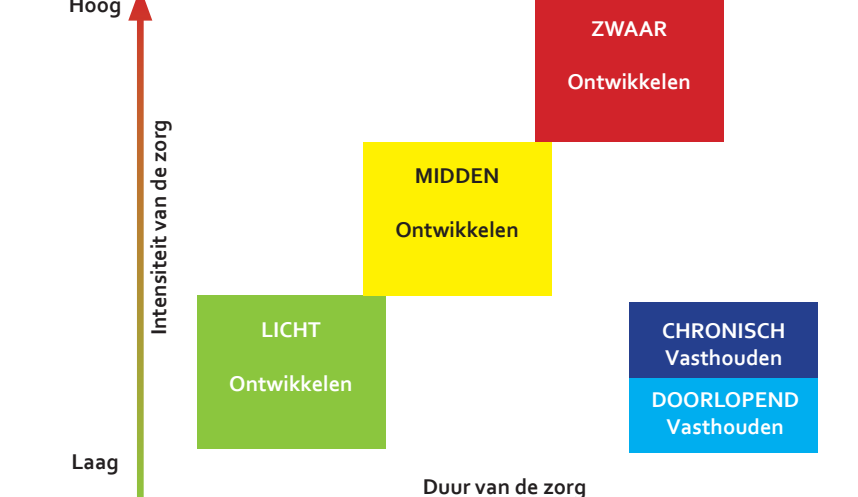 Hoog
ZWAAR
Ontwikkelen
MIDDEN
Ontwikkelen
Intensiteit van de zorg
LICHT
Ontwikkelen
CHRONISCH
Vasthouden
DOORLOPEND
Vasthouden
Laag
Duur van de zorg